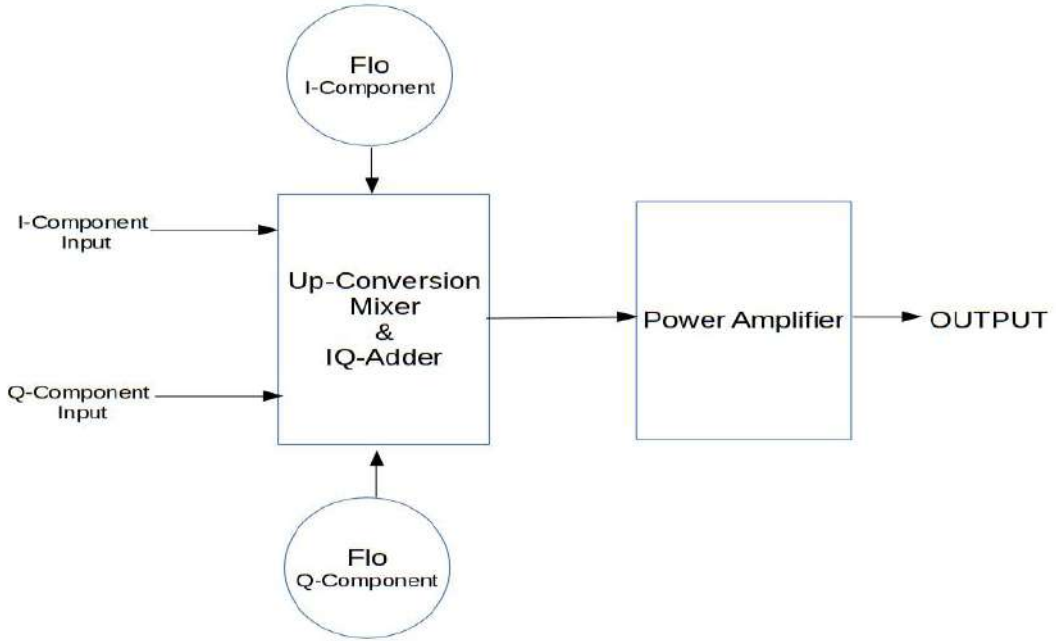 Flo
I-Component
I-Component
Input
Up-Conversion
Mixer
&
IQ-Adder
Power Amplifier
OUTPUT
Q-Component
Input
Flo
Q-Component